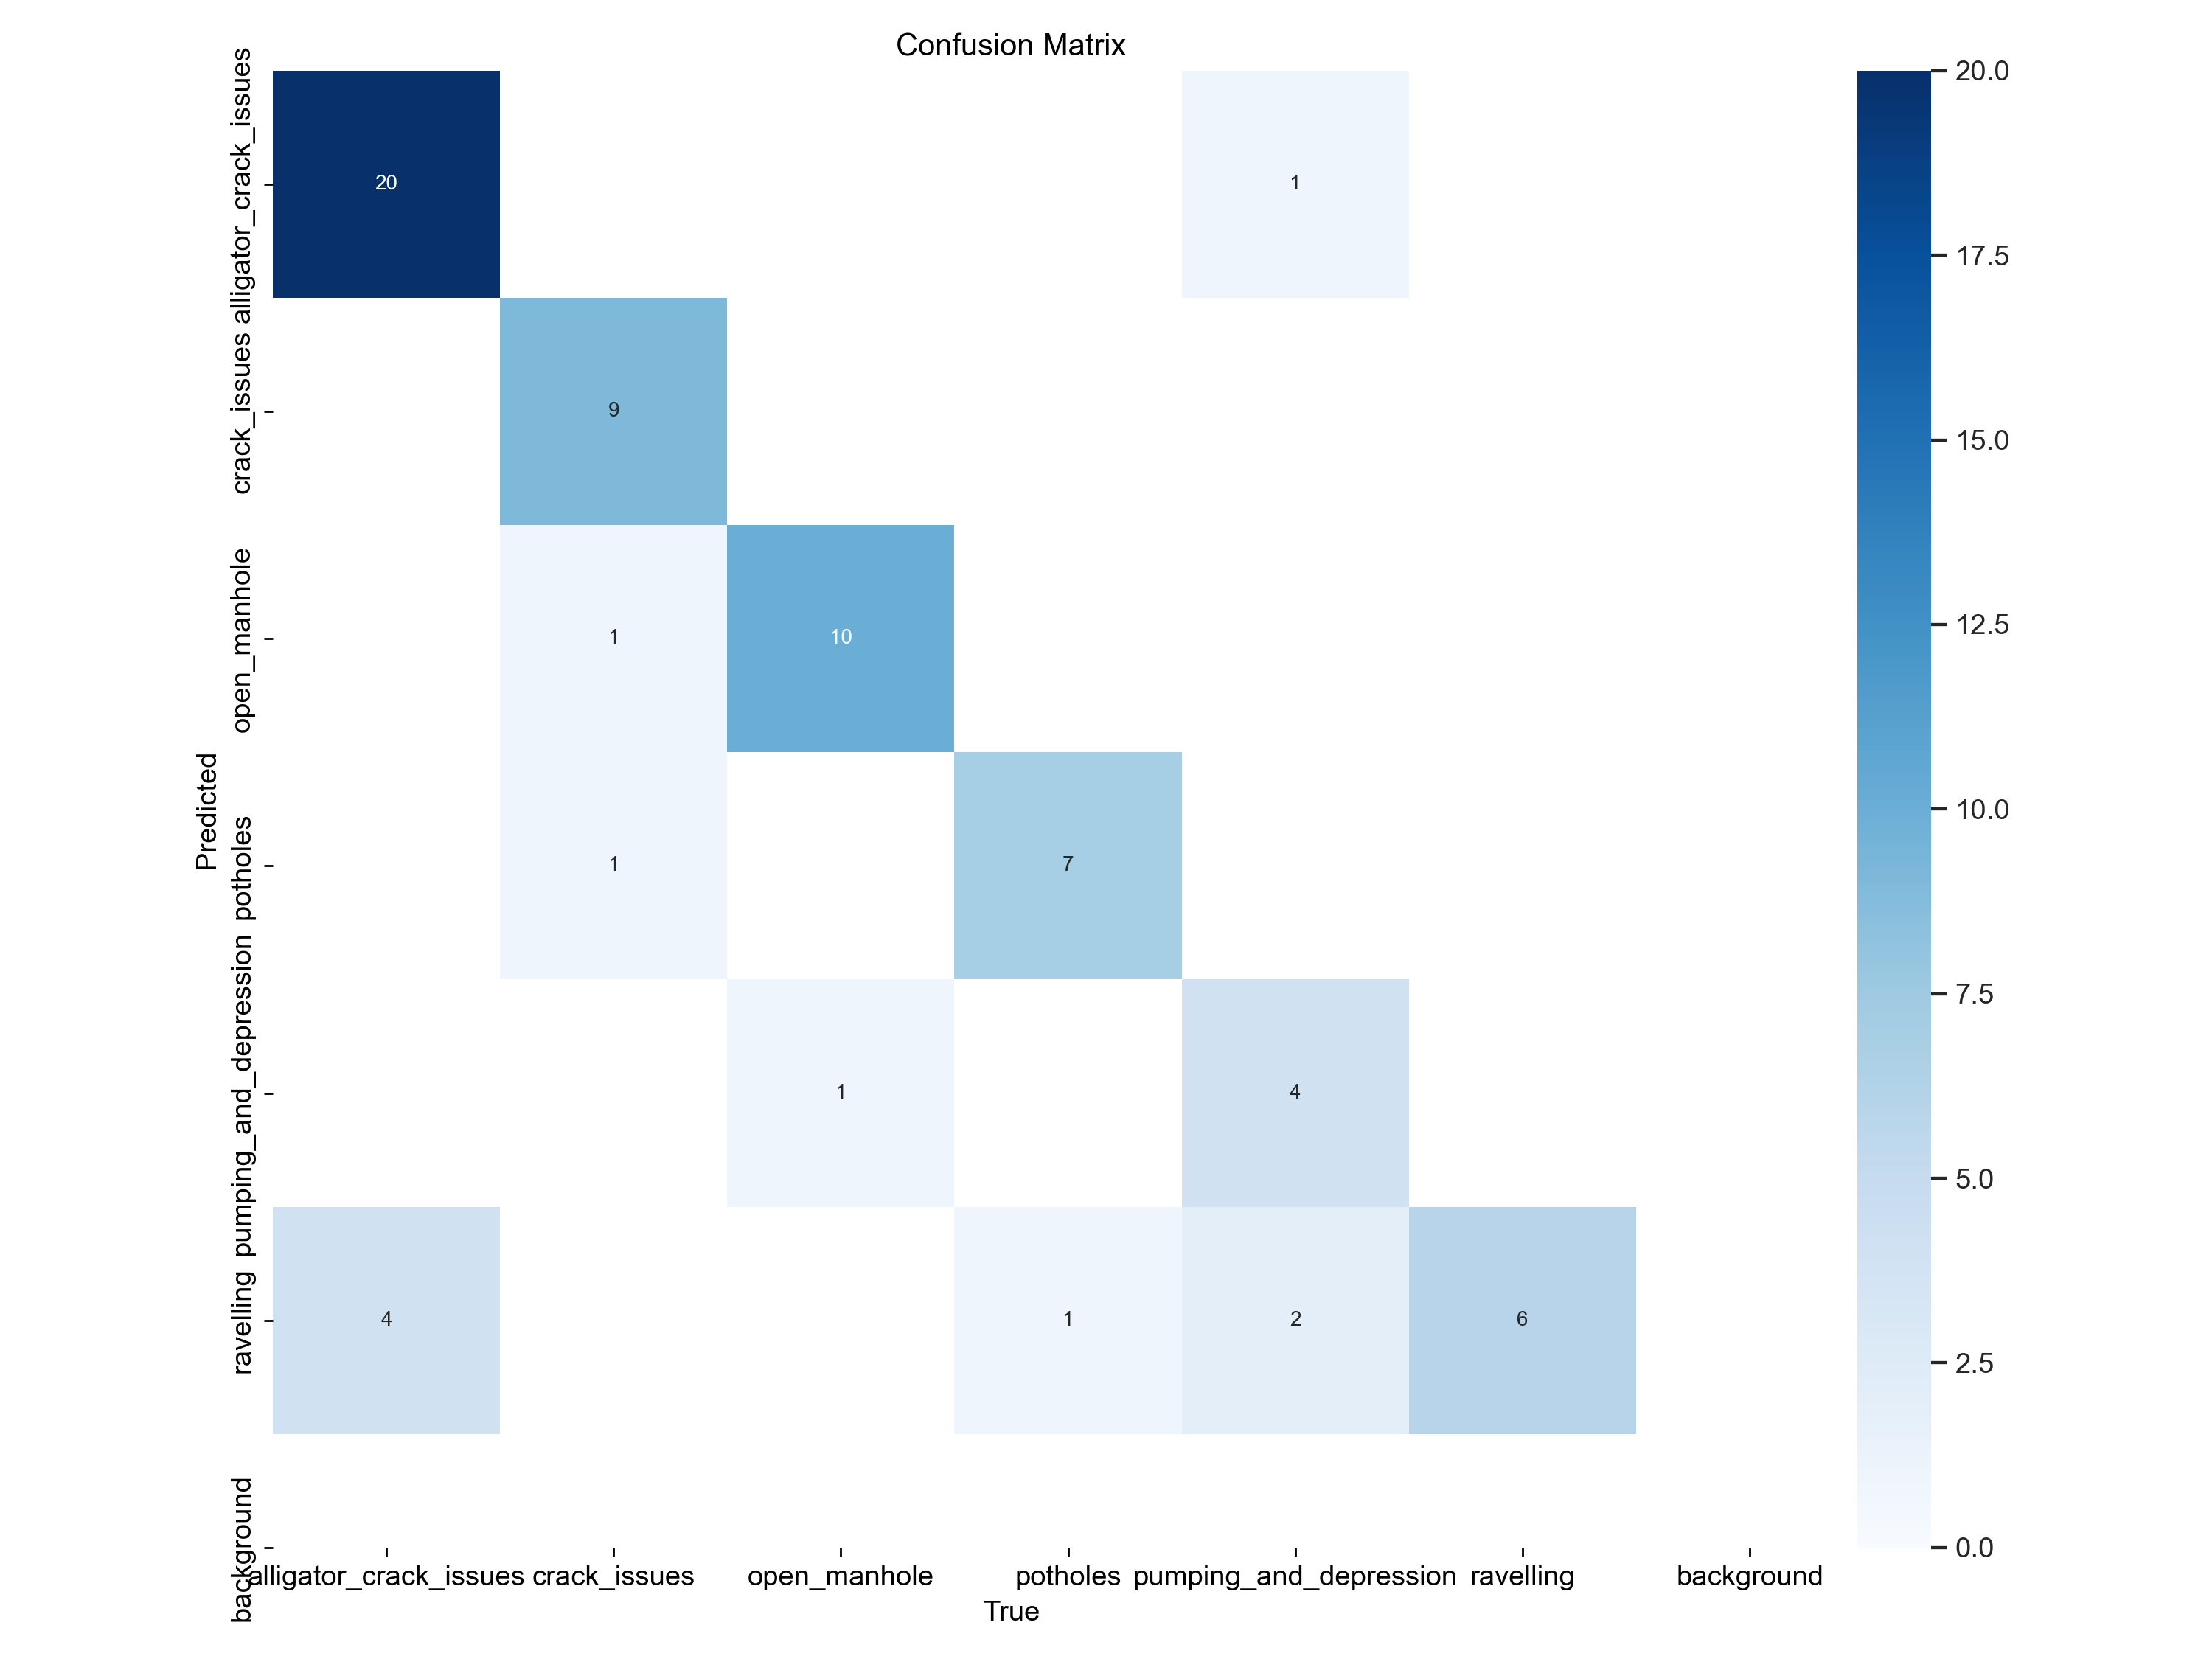 Confusion Matrix
Predicted
alligator_crack_issues
20
1
crack_issues
9
open_manhole
1
10
potholes
1
7
pumping_and_depression
1
4
ravelling
4
1
2
6
background
alligator_crack_issues
crack_issues
open_manhole
potholes
pumping_and_depression
ravelling
background
True
20.0
17.5
15.0
12.5
10.0
7.5
5.0
2.5
0.0